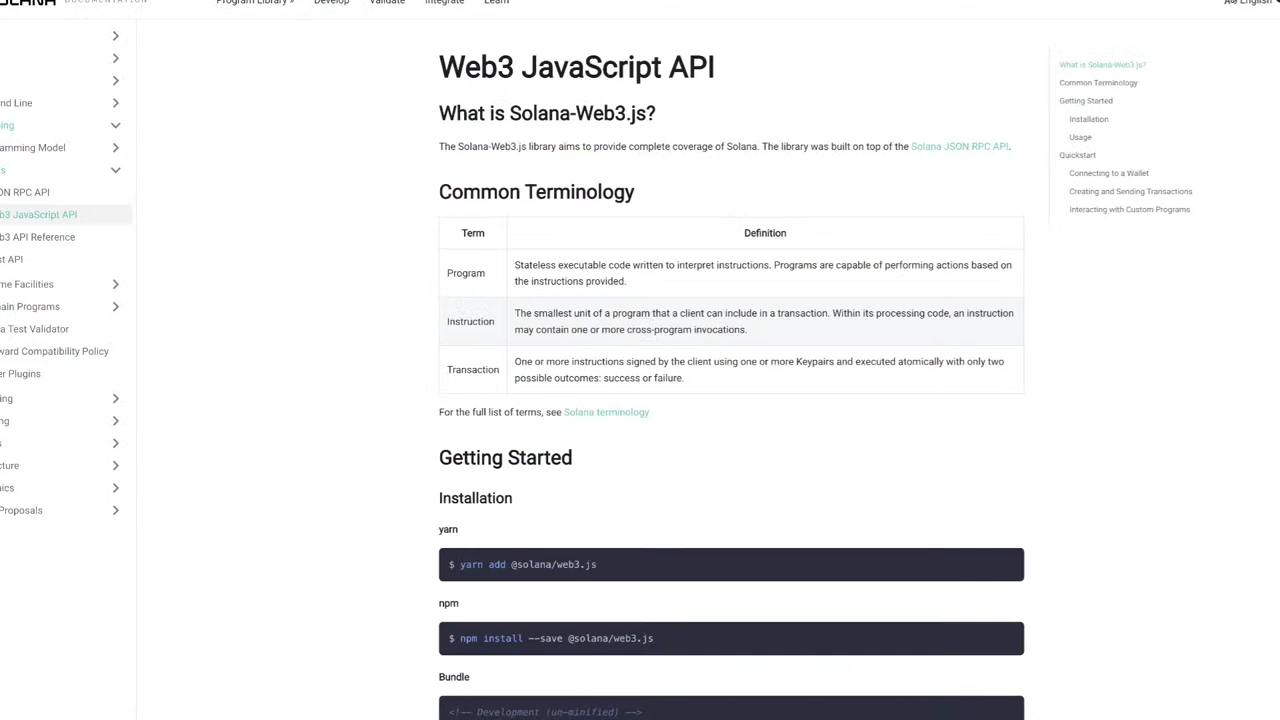 SOLANA DOCUMENTATION
Program Library » Develop Validate Integrate Learn
English
nd Line
ing
amming Model
s
ON RPC API
b3 JavaScript API
b3 API Reference
st API
me Facilities
ain Programs
a Test Validator
ward Compatibility Policy
er Plugins
ing
ng
s
cture
ics
Proposals
Web3 JavaScript API
What is Solana-Web3.js?
The Solana-Web3.js library aims to provide complete coverage of Solana. The library was built on top of the Solana JSON RPC API.
Common Terminology
Term Definition
Program
Stateless executable code written to interpret instructions. Programs are capable of performing actions based on
the instructions provided.
Instruction
The smallest unit of a program that a client can include in a transaction. Within its processing code, an instruction
may contain one or more cross-program invocations.
Transaction
One or more instructions signed by the client using one or more Keypairs and executed atomically with only two
possible outcomes: success or failure.
For the full list of terms, see Solana terminology
Getting Started
Installation
yarn
$ yarn add @solana/web3.js
npm
$ npm install --save @solana/web3.js
Bundle
<!-- Development (un-minified) -->
What is Solana-Web3.js?
Common Terminology
Getting Started
Installation
Usage
Quickstart
Connecting to a Wallet
Creating and Sending Transactions
Interacting with Custom Programs